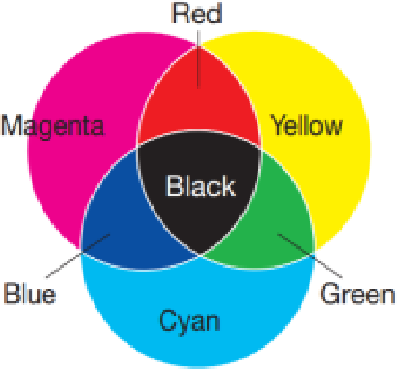 Red
Magenta
Yellow
Black
Blue
Green
Cyan